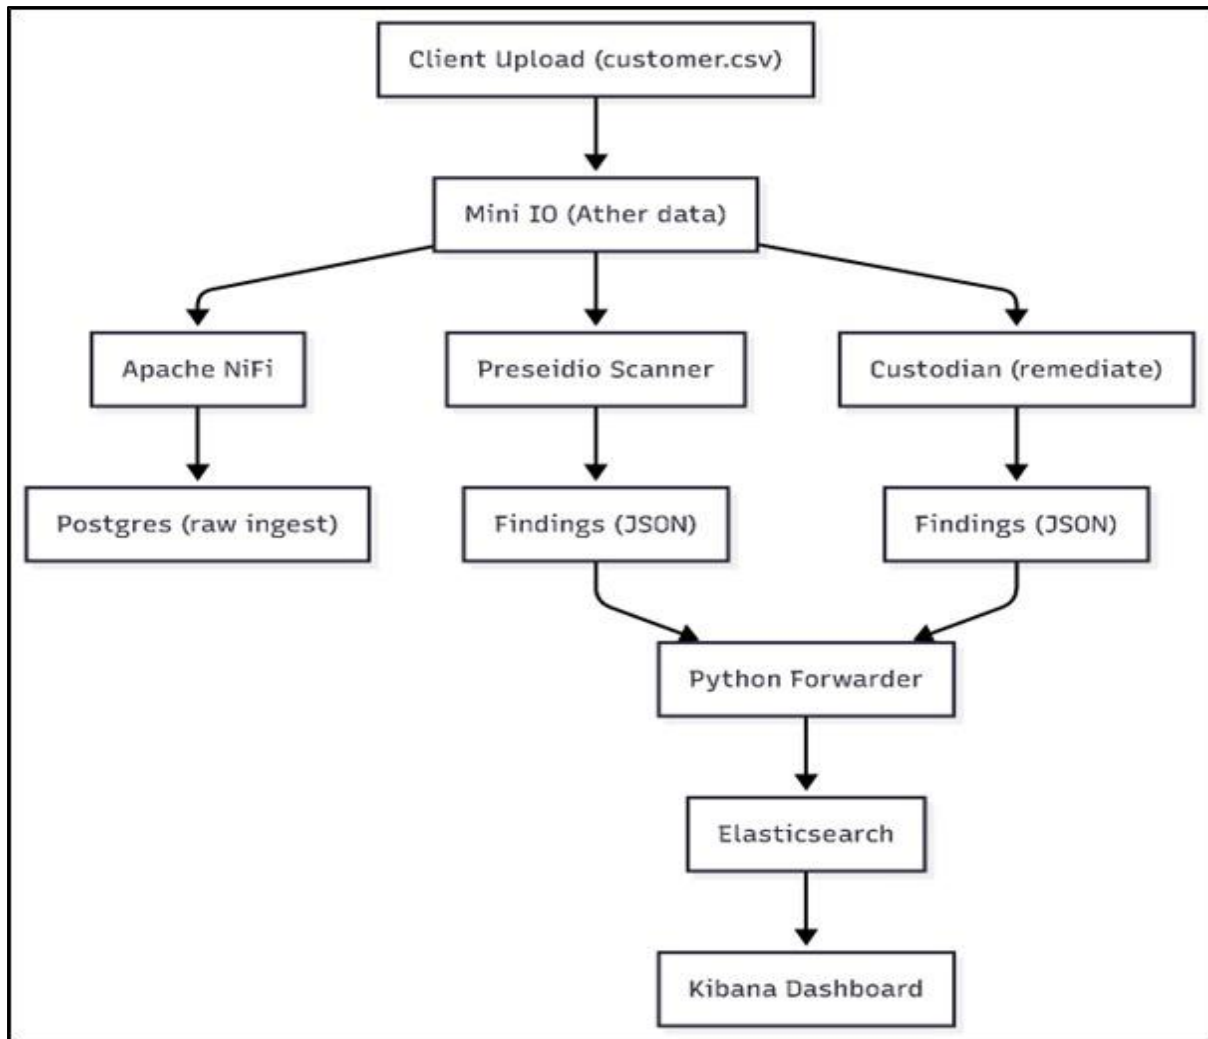 Client Upload (customer.csv)
Mini IO (Ather data)
Apache NiFi
Preseidio Scanner
Custodian (remediate)
Postgres (raw ingest)
Findings (JSON)
Findings (JSON)
Python Forwarder
Elasticsearch
Kibana Dashboard